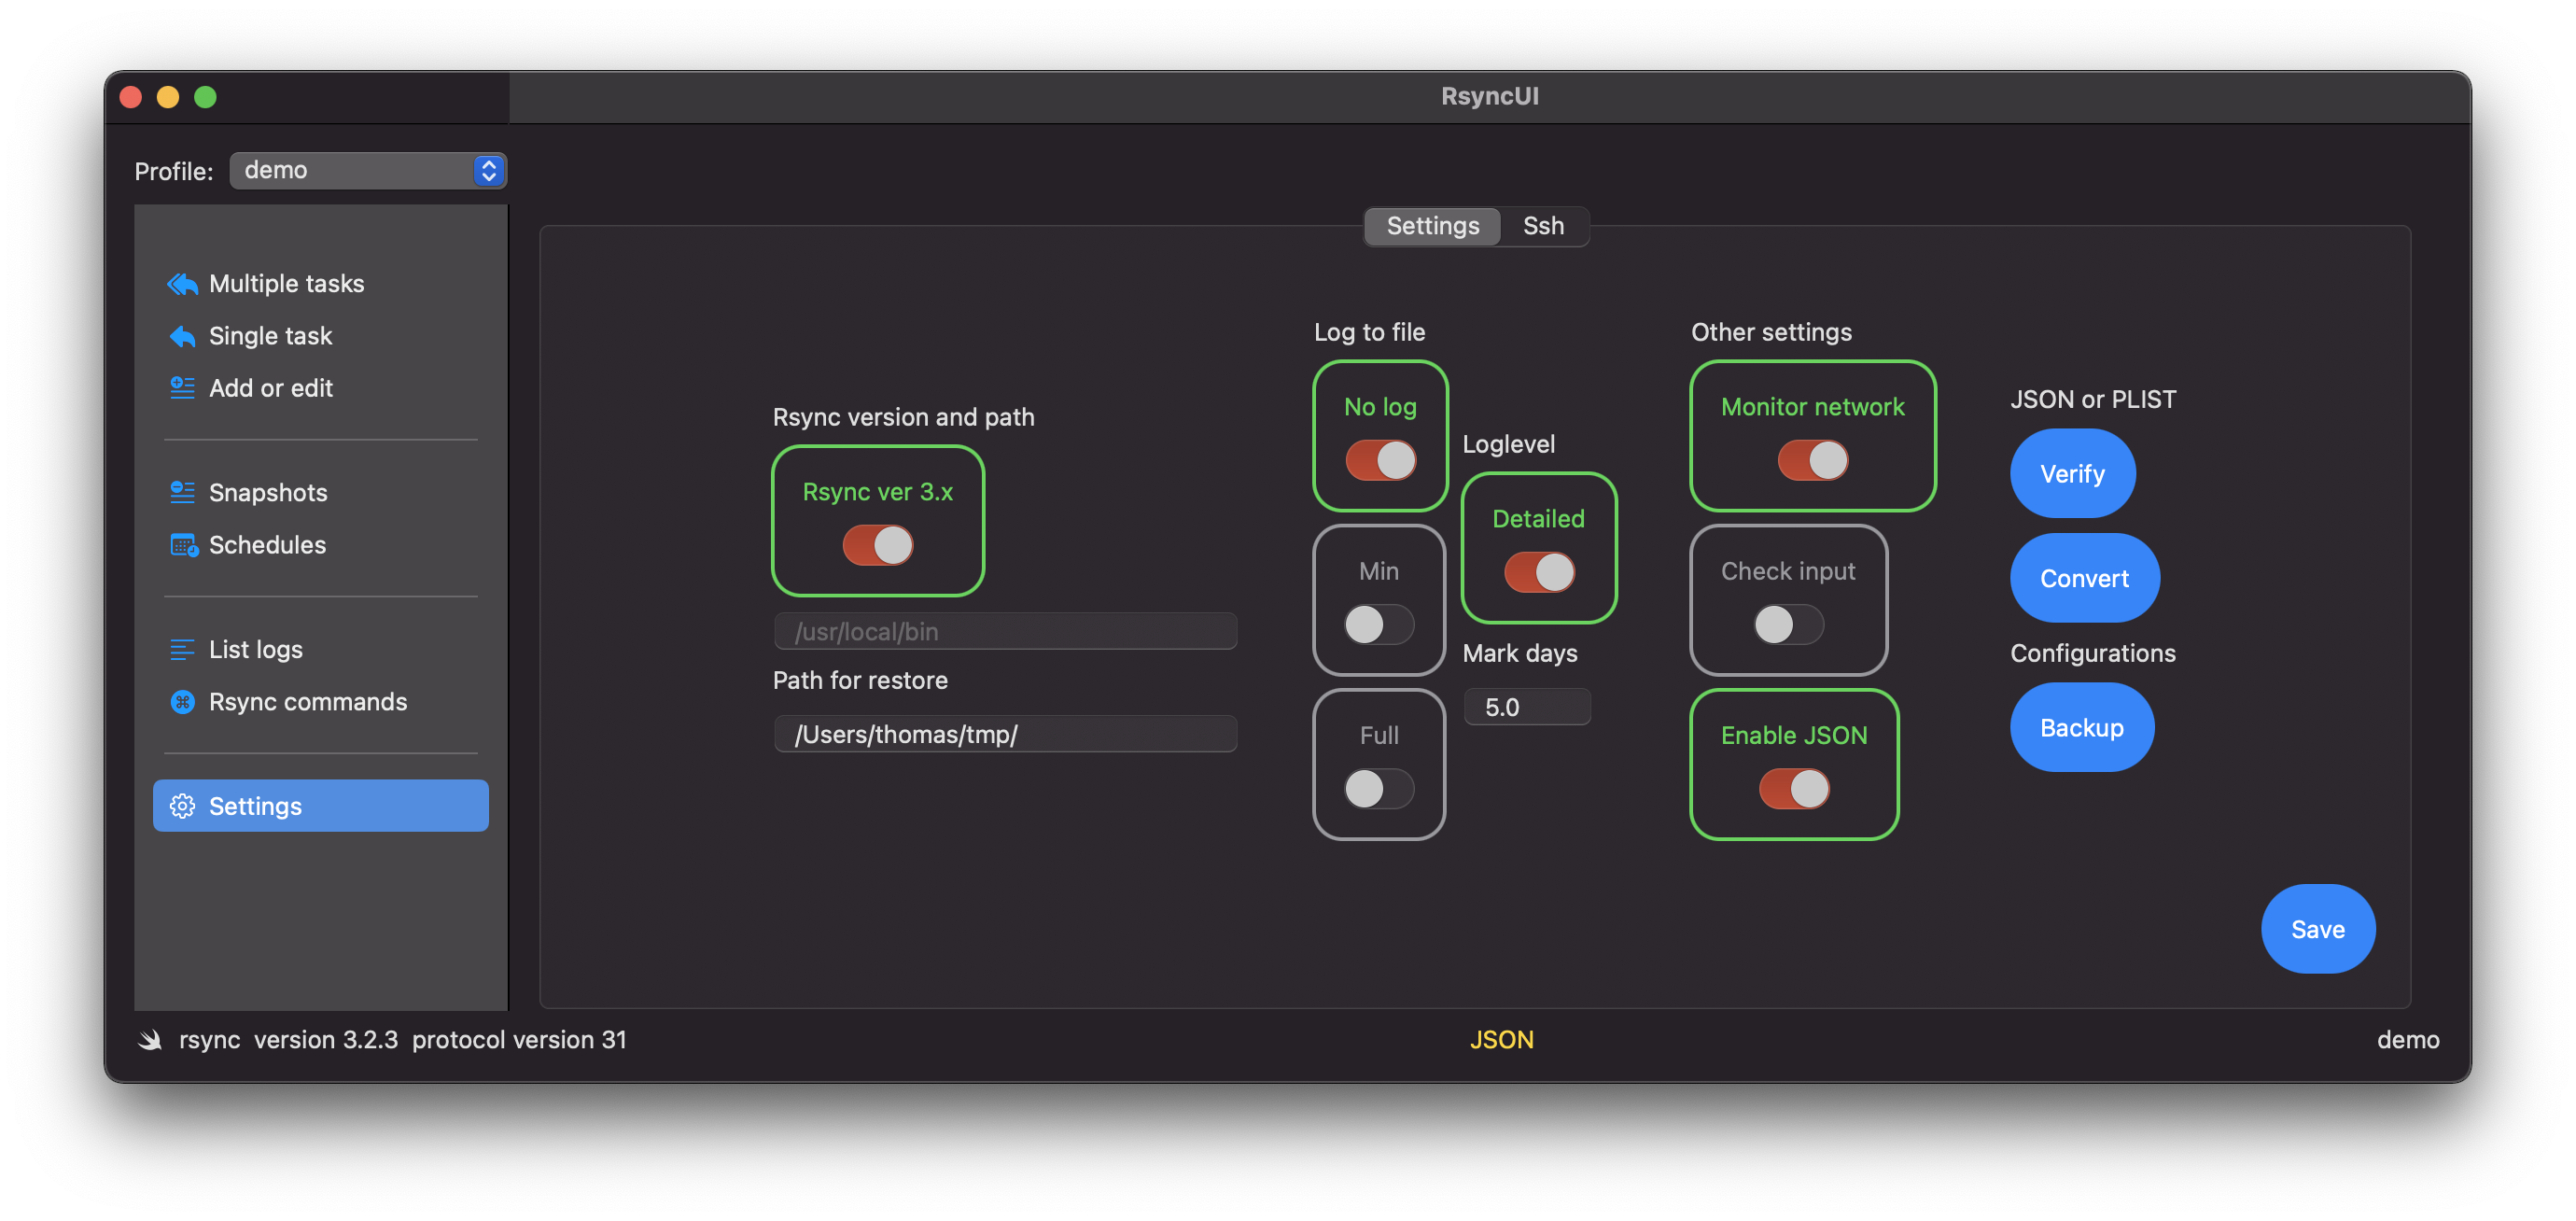 RsyncUI
Profile: demo
Multiple tasks
Single task
Add or edit
Snapshots
Schedules
List logs
Rsync commands
Settings
Settings Ssh
Rsync version and path
Rsync ver 3.x
/usr/local/bin
Path for restore
/Users/thomas/tmp/
Log to file
No log
Min
Full
Loglevel
Detailed
Mark days
5.0
Other settings
Monitor network
Check input
Enable JSON
JSON or PLIST
Verify
Convert
Configurations
Backup
Save
rsync version 3.2.3 protocol version 31
JSON
demo